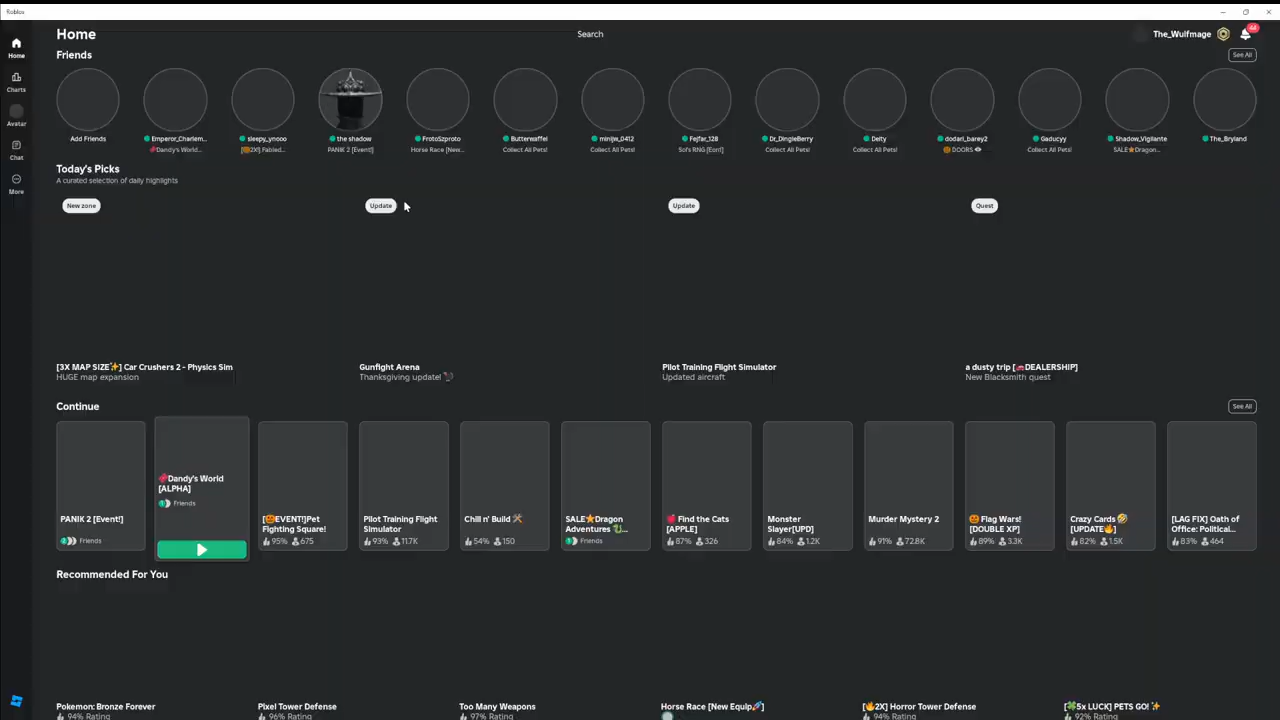 Roblox
Home
Search
The_Wulfmage
44
Home
Charts
Avatar
Chat
More
Friends
See All
Add Friends
Emperor_Charlem...
sleepy_ynooo
the shadow
FrotoSzproto
Butterwaffel
minijie_0412
Fejfar_128
Dr_DingleBerry
Deity
dodari_barey2
Gaducyy
Shadow_Vigilante
The_Bryland
Dandy's World...
[🎃2X] Fabled...
PANIK 2 [Event]
Horse Race [New...
Collect All Pets!
Collect All Pets!
Sol's RNG [Eon1]
Collect All Pets!
Collect All Pets!
🎃 DOORS 👁
Collect All Pets!
SALE⭐Dragon...
Today's Picks
A curated selection of daily highlights
New zone
Update
Update
Quest
[3X MAP SIZE✨] Car Crushers 2 - Physics Sim
HUGE map expansion
Gunfight Arena
Thanksgiving update! 🦃
Pilot Training Flight Simulator
Updated aircraft
a dusty trip [🚗DEALERSHIP]
New Blacksmith quest
Continue
See All
PANIK 2 [Event!]
Friends
Dandy's World
[ALPHA]
Friends
[🎃EVENT!]Pet
Fighting Square!
95% 675
Pilot Training Flight
Simulator
93% 11.7K
Chill n' Build ⚒
54% 150
SALE⭐Dragon
Adventures 🐉...
Friends
🍎 Find the Cats
[APPLE]
87% 326
Monster
Slayer[UPD]
84% 1.2K
Murder Mystery 2
91% 72.8K
🎃 Flag Wars!
[DOUBLE XP]
89% 3.3K
Crazy Cards🤣
[UPDATE🔥]
82% 1.5K
[LAG FIX] Oath of
Office: Political...
83% 464
Recommended For You
Pokemon: Bronze Forever
94% Rating
Pixel Tower Defense
96% Rating
Too Many Weapons
97% Rating
Horse Race [New Equip🚀]
[🔥2X] Horror Tower Defense
94% Rating
[🍀5x LUCK] PETS GO! ✨
92% Rating